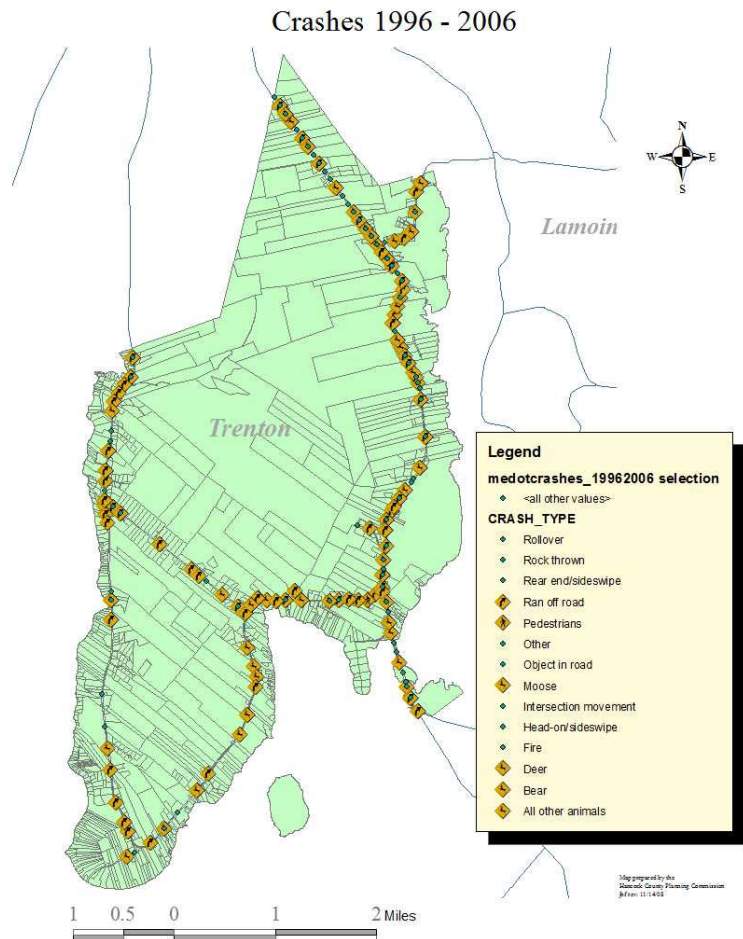 Crashes 1996 - 2006
N
W E
S
Lamoin
Trenton
Legend
medotcrashes_19962006 selection
<all other values>
CRASH_TYPE
Rollover
Rock thrown
Rear end/sideswipe
Ran off road
Pedestrians
Other
Object in road
Moose
Intersection movement
Head-on/sideswipe
Fire
Deer
Bear
All other animals
Map prepared by the
Hancock County Planning Commission
1 0.5 0 1 2 Miles